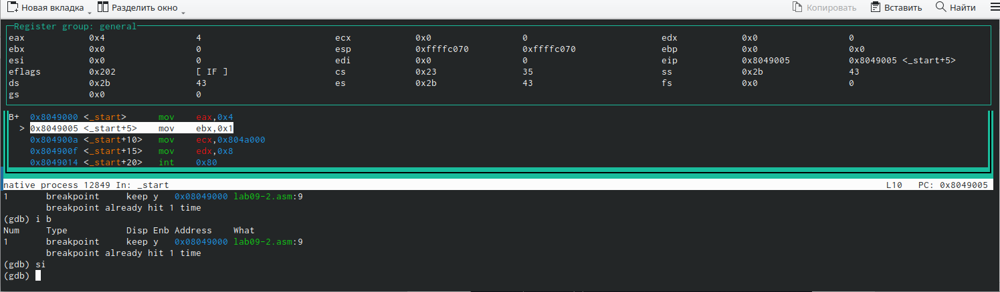 Новая вкладка Разделить окно Копировать Вставить Найти
Register group: general
eax 0x4 4 ecx 0x0 0 edx 0x0 0
ebx 0x0 0 esp 0xffffc070 0xffffc070 ebp 0x0 0x0
esi 0x0 0 edi 0x0 0 eip 0x8049005 0x8049005 <_start+5>
eflags 0x202 [ IF ] cs 0x23 35 ss 0x2b 43
ds 0x2b 43 es 0x2b 43 fs 0x0 0
gs 0x0 0
B+ 0x8049000 <_start> mov eax,0x4
> 0x8049005 <_start+5> mov ebx,0x1
0x804900a <_start+10> mov ecx,0x804a000
0x804900f <_start+15> mov edx,0x8
0x8049014 <_start+20> int 0x80
native process 12849 In: _start L10 PC: 0x8049005
1 breakpoint keep y 0x08049000 lab09-2.asm:9
breakpoint already hit 1 time
(gdb) i b
Num Type Disp Enb Address What
1 breakpoint keep y 0x08049000 lab09-2.asm:9
breakpoint already hit 1 time
(gdb) si
(gdb)